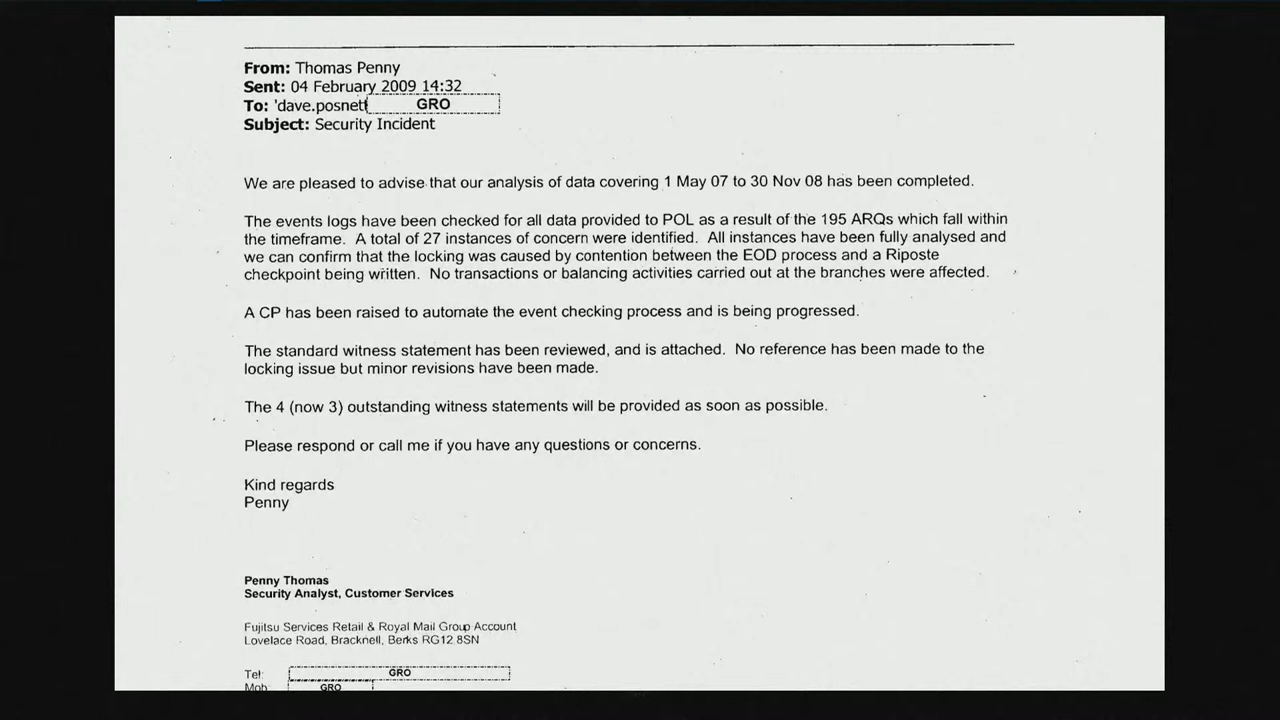 From: Thomas Penny
Sent: 04 February 2009 14:32
To: 'dave.posnett GRO
Subject: Security Incident
We are pleased to advise that our analysis of data covering 1 May 07 to 30 Nov 08 has been completed.
The events logs have been checked for all data provided to POL as a result of the 195 ARQs which fall within
the timeframe. A total of 27 instances of concern were identified. All instances have been fully analysed and
we can confirm that the locking was caused by contention between the EOD process and a Riposte
checkpoint being written. No transactions or balancing activities carried out at the branches were affected.
A CP has been raised to automate the event checking process and is being progressed.
The standard witness statement has been reviewed, and is attached. No reference has been made to the
locking issue but minor revisions have been made.
The 4 (now 3) outstanding witness statements will be provided as soon as possible.
Please respond or call me if you have any questions or concerns.
Kind regards
Penny
Penny Thomas
Security Analyst, Customer Services
Fujitsu Services Retail & Royal Mail Group Account
Lovelace Road, Bracknell, Berks RG12 8SN
Tel: GRO
Mob: GRO